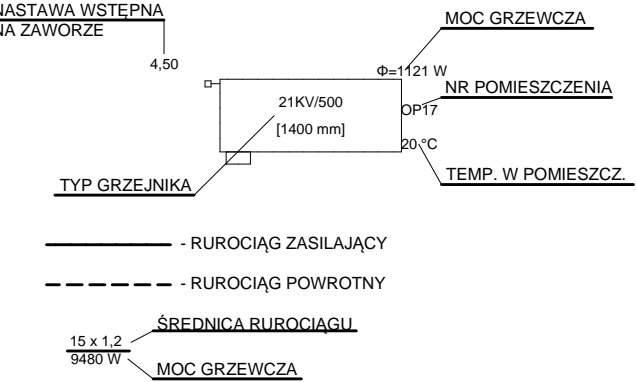 NASTAWA WSTĘPNA
NA ZAWORZE
4,50
MOC GRZEWCZA
Φ=1121 W
NR POMIESZCZENIA
21KV/500
OP17
[1400 mm]
20 °C
TYP GRZEJNIKA
TEMP. W POMIESZCZ.
- RUROCIĄG ZASILAJĄCY
- RUROCIĄG POWROTNY
ŚREDNICA RUROCIĄGU
15 x 1,2
9480 W
MOC GRZEWCZA